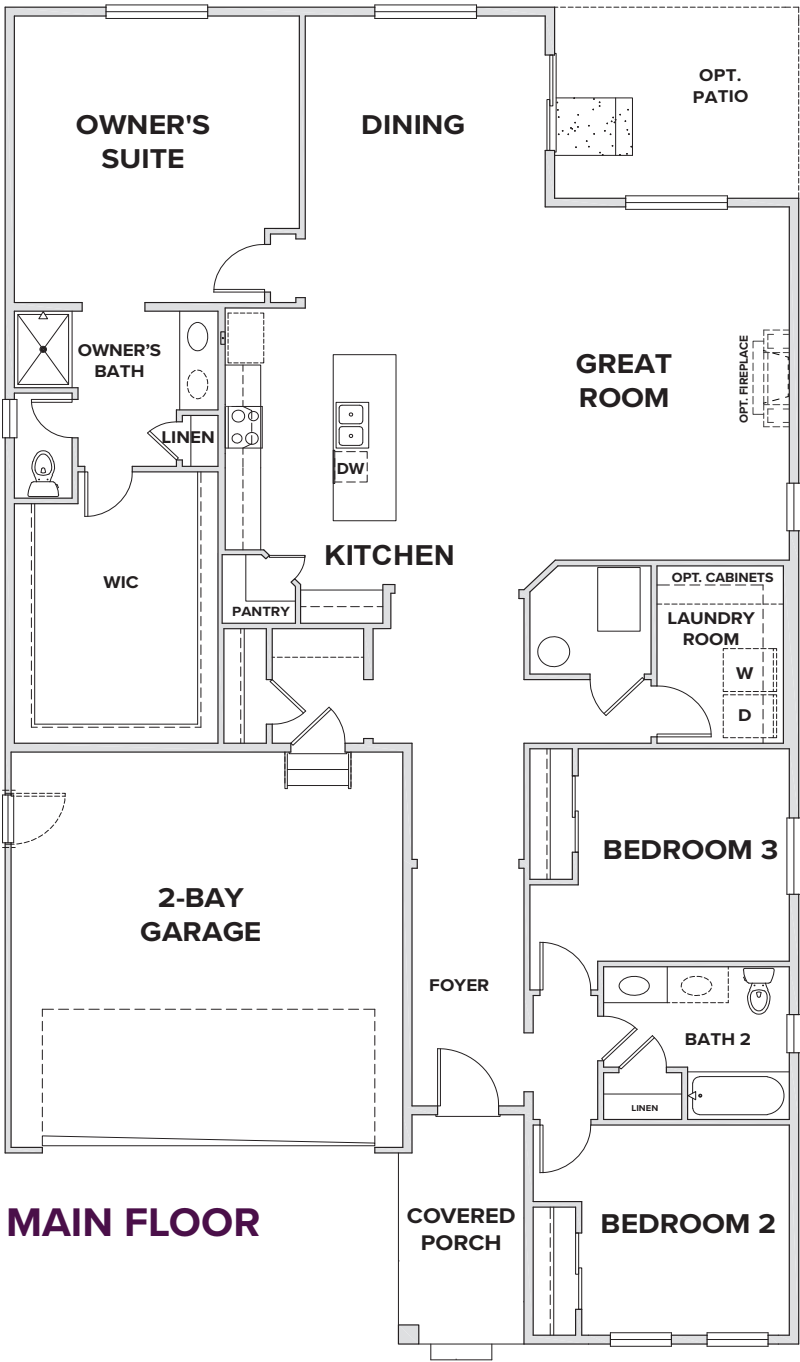 OPT.
PATIO
OWNER'S
SUITE
DINING
OWNER'S
BATH
GREAT
ROOM
OPT. FIREPLACE
LINEN
DW
KITCHEN
WIC
PANTRY
OPT. CABINETS
LAUNDRY
ROOM
W
D
BEDROOM 3
2-BAY
GARAGE
FOYER
BATH 2
LINEN
MAIN FLOOR
COVERED
PORCH
BEDROOM 2